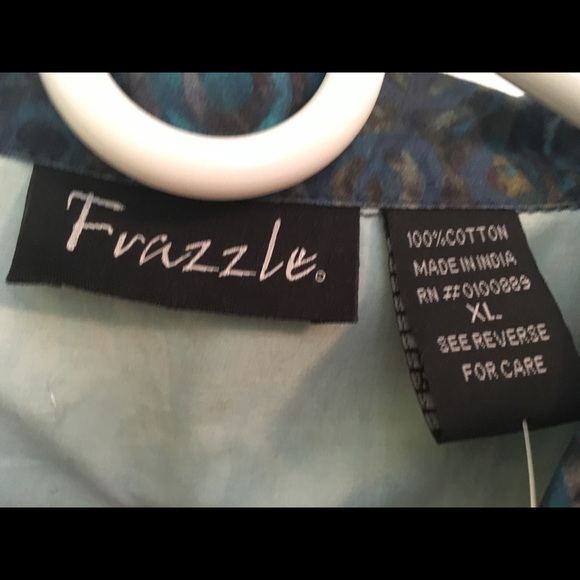 Frazzle®
100% COTTON
MADE IN INDIA
RN #0100889
XL
SEE REVERSE
FOR CARE